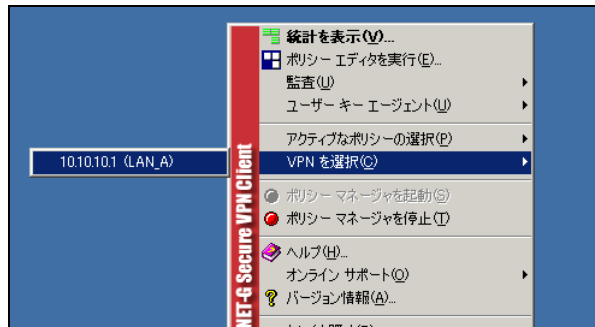 統計を表示(V)...
ポリシー エディタを実行(E)...
監査(U)
ユーザー キー エージェント(U)
アクティブなポリシーの選択(P)
10.10.10.1 (LAN_A)
VPN を選択(C)
ポリシー マネージャを起動(S)
ポリシー マネージャを停止(T)
ヘルプ(H)...
オンライン サポート(O)
バージョン情報(A)...
NET-G Secure VPN Client